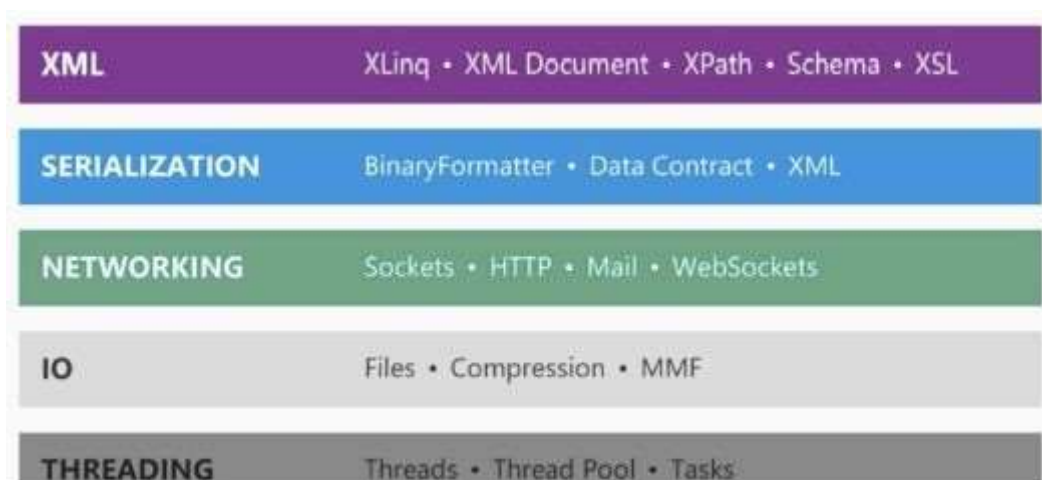 XML XLinq • XML Document • XPath • Schema • XSL
SERIALIZATION BinaryFormatter • Data Contract • XML
NETWORKING Sockets • HTTP • Mail • WebSockets
IO Files • Compression • MMF
THREADING Threads • Thread Pool • Tasks